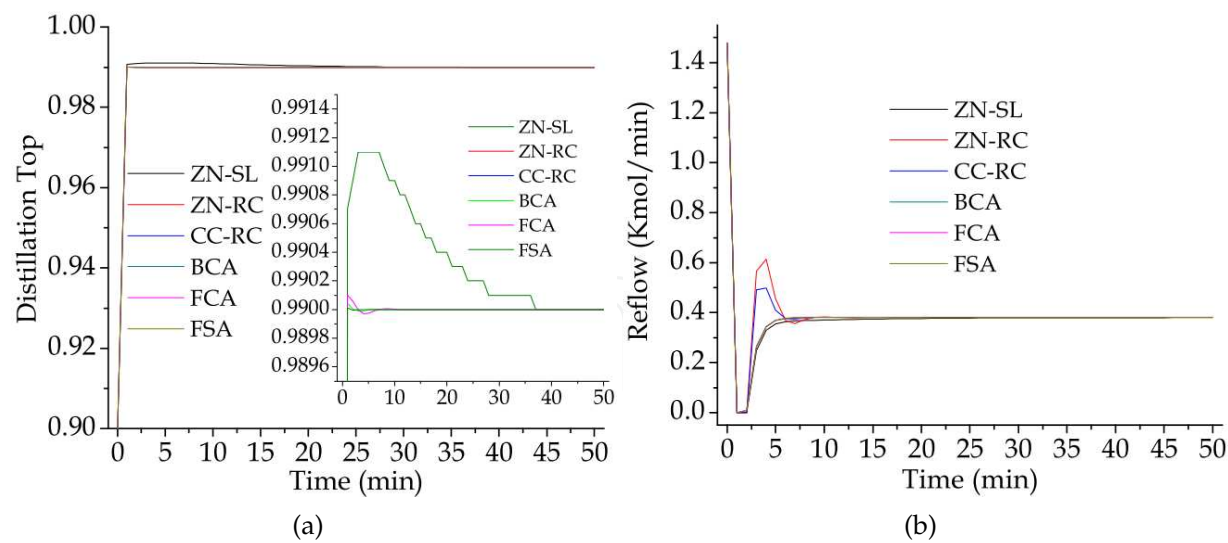 1.00
0.98
0.96
0.94
0.92
0.90
Distillation Top
0 5 10 15 20 25 30 35 40 45 50
Time (min)
ZN-SL
ZN-RC
CC-RC
BCA
FCA
FSA
0.9914
0.9912
0.9910
0.9908
0.9906
0.9904
0.9902
0.9900
0.9898
0.9896
0 10 20 30 40 50
ZN-SL
ZN-RC
CC-RC
BCA
FCA
FSA
(a)
1.4
1.2
1.0
0.8
0.6
0.4
0.2
0.0
Reflow (Kmol/min)
0 5 10 15 20 25 30 35 40 45 50
Time (min)
ZN-SL
ZN-RC
CC-RC
BCA
FCA
FSA
(b)